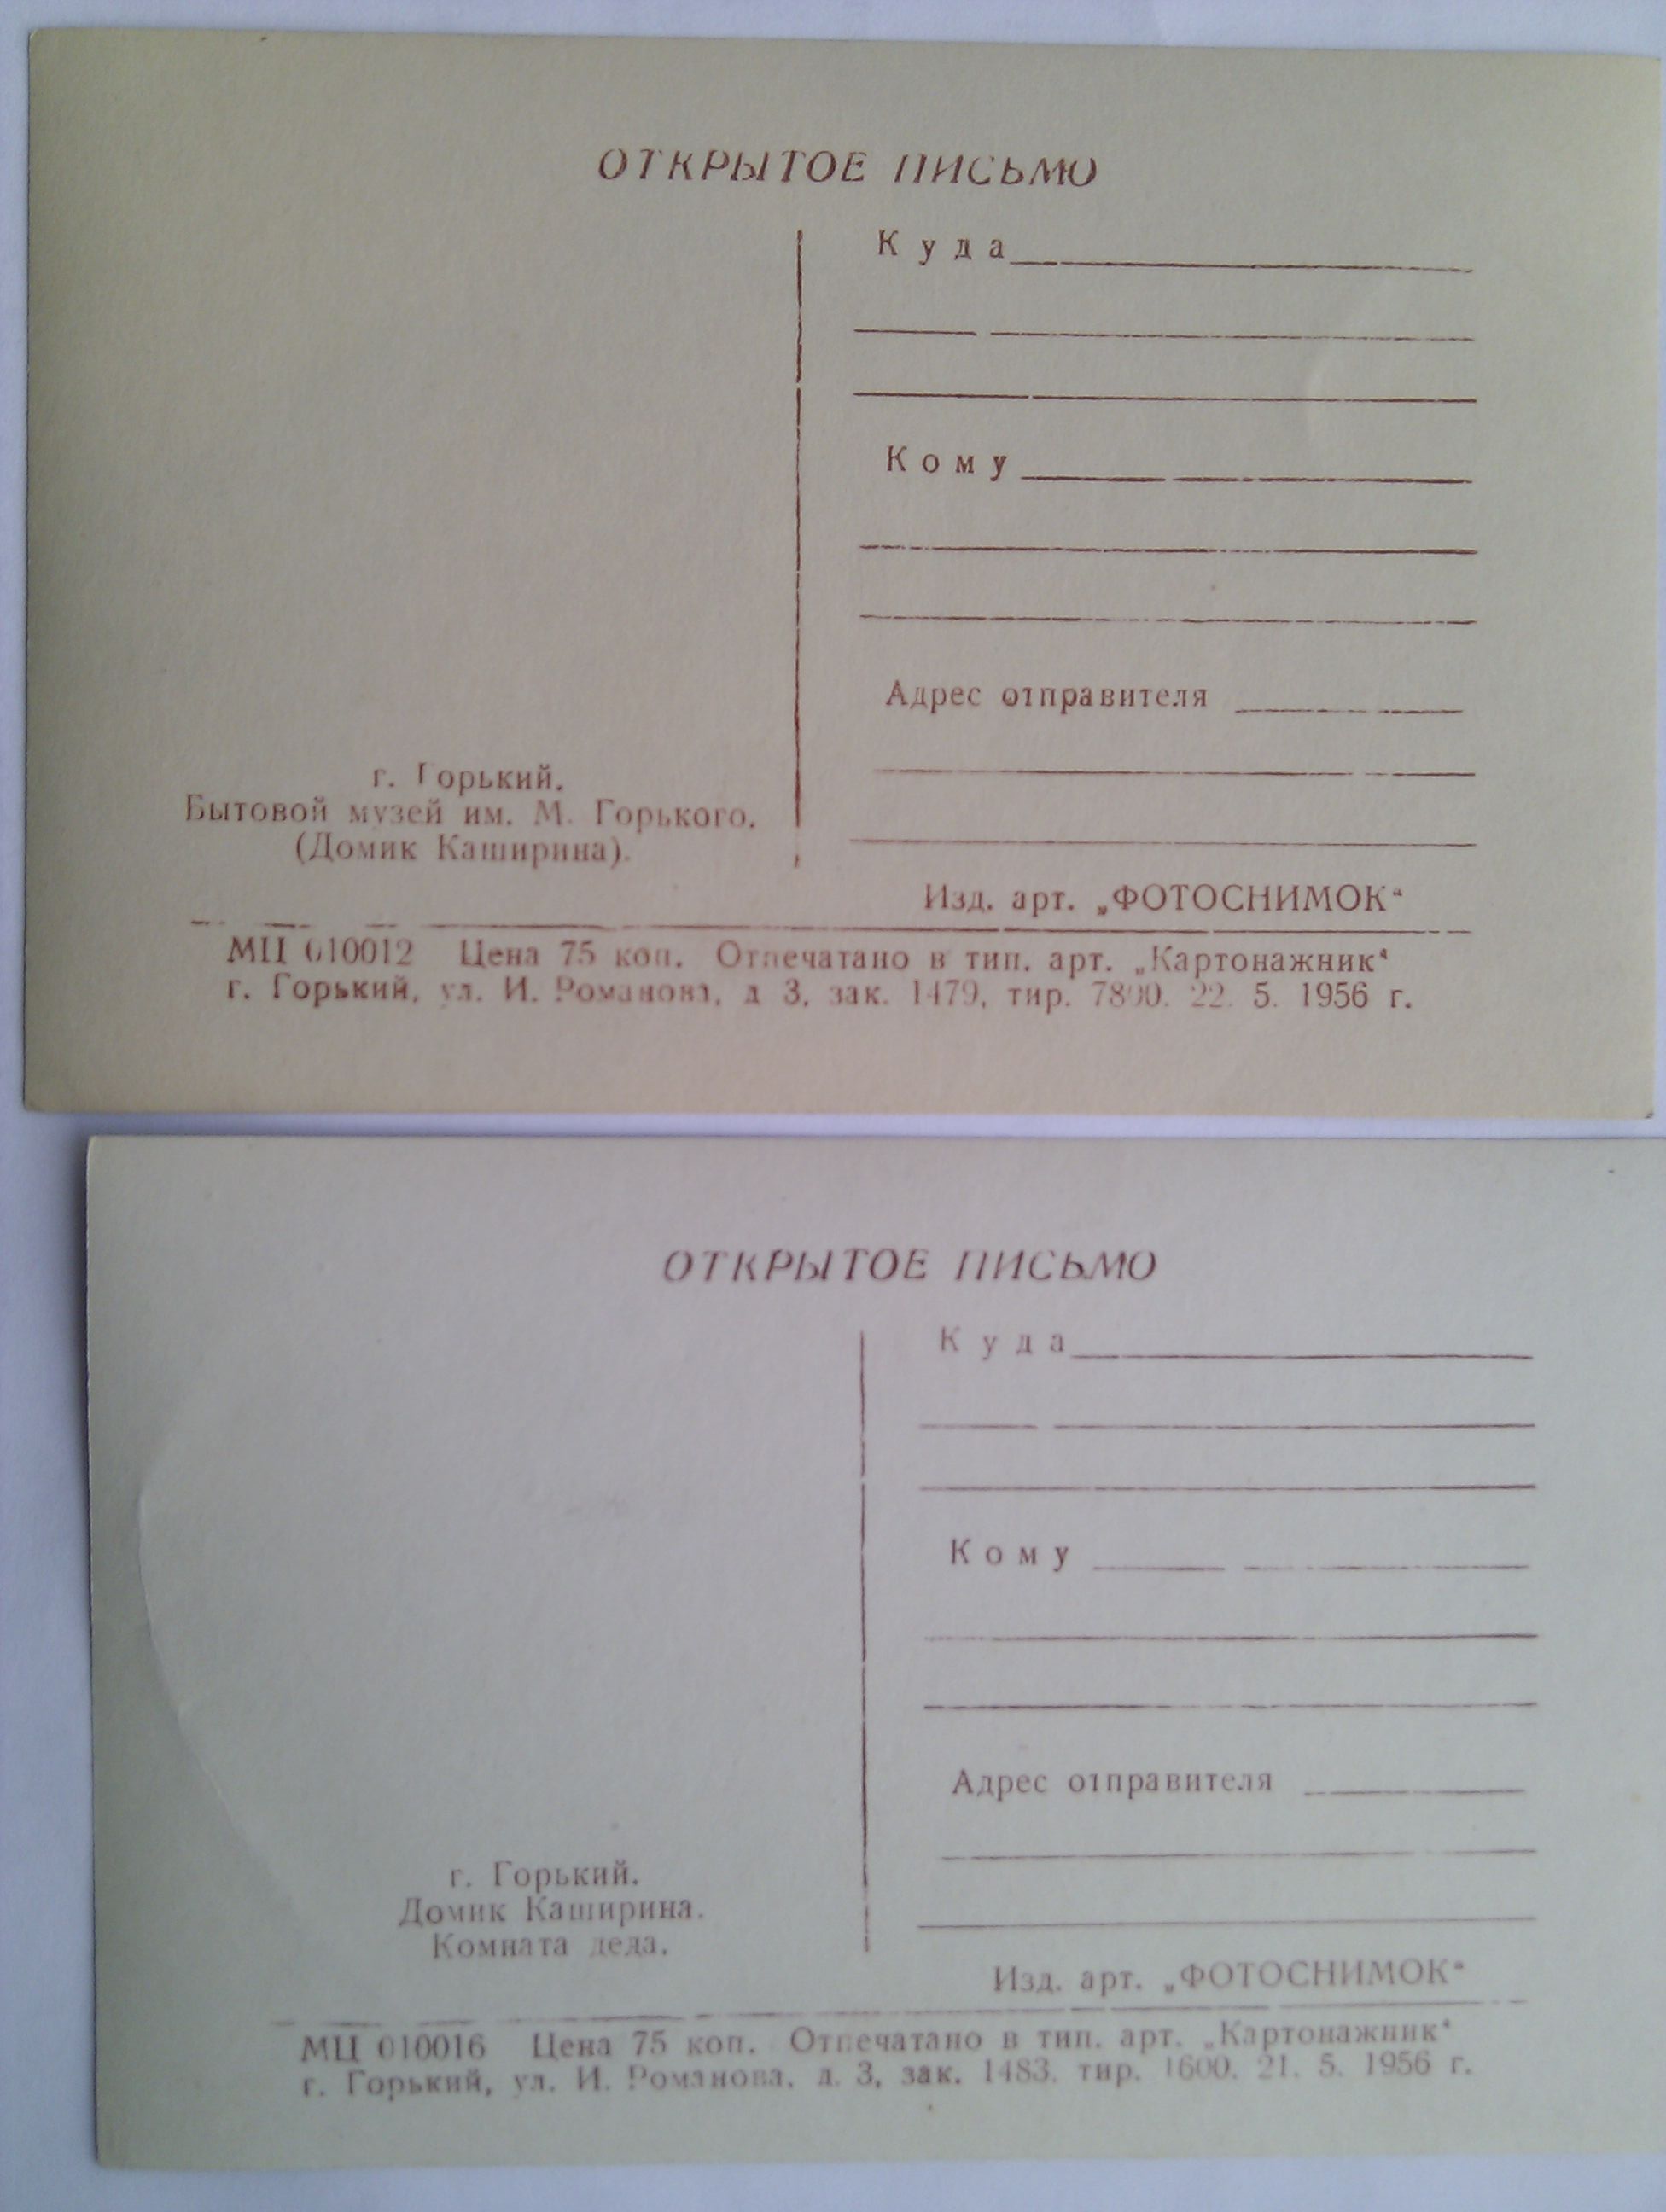 ОТКРЫТОЕ ПИСЬМО
Куда
Кому
Адрес отправителя
г. Горький.
Бытовой музей им. М. Горького.
(Домик Каширина).
Изд. арт. „ФОТОСНИМОК“
МЦ 010012 Цена 75 коп. Отпечатано в тип. арт. „Картонажник“
г. Горький, ул. И. Романова, д 3, зак. 1479, тир. 7800. 22. 5. 1956 г.
ОТКРЫТОЕ ПИСЬМО
Куда
Кому
Адрес отправителя
г. Горький.
Домик Каширина.
Комната деда.
Изд. арт. „ФОТОСНИМОК“
МЦ 010016 Цена 75 коп. Отпечатано в тип. арт. „Картонажник“
г. Горький, ул. И. Романова, д. 3, зак. 1483. тир. 1600. 21. 5. 1956 г.